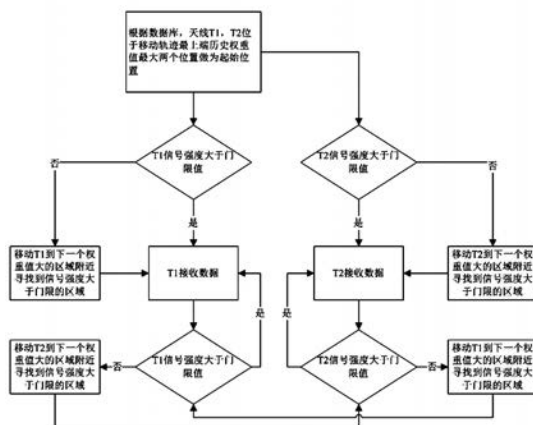 根据数据库，天线T1，T2位
于移动轨迹最上端历史权重
值最大两个位置做为起始位
置
T1信号强度大于门
限值
T2信号强度大于门
限值
否
否
是
是
移动T1到下一个权
重值大的区域附近
寻找到信号强度大
于门限的区域
T1接收数据
T2接收数据
移动T2到下一个权
重值大的区域附近
寻找到信号强度大
于门限的区域
是
是
移动T2到下一个权
重值大的区域附近
寻找到信号强度大
于门限的区域
否
T1信号强度大于门
限值
T2信号强度大于门
限值
否
移动T1到下一个权
重值大的区域附近
寻找到信号强度大
于门限的区域